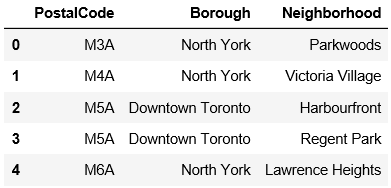 PostalCode Borough Neighborhood
0 M3A North York Parkwoods
1 M4A North York Victoria Village
2 M5A Downtown Toronto Harbourfront
3 M5A Downtown Toronto Regent Park
4 M6A North York Lawrence Heights